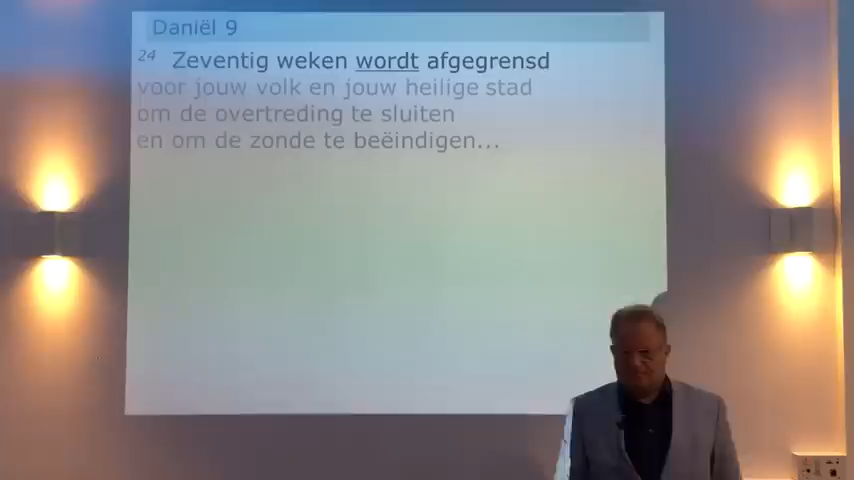 Daniël 9
24 Zeventig weken wordt afgegrensd
voor jouw volk en jouw heilige stad
om de overtreding te sluiten
en om de zonde te beëindigen...